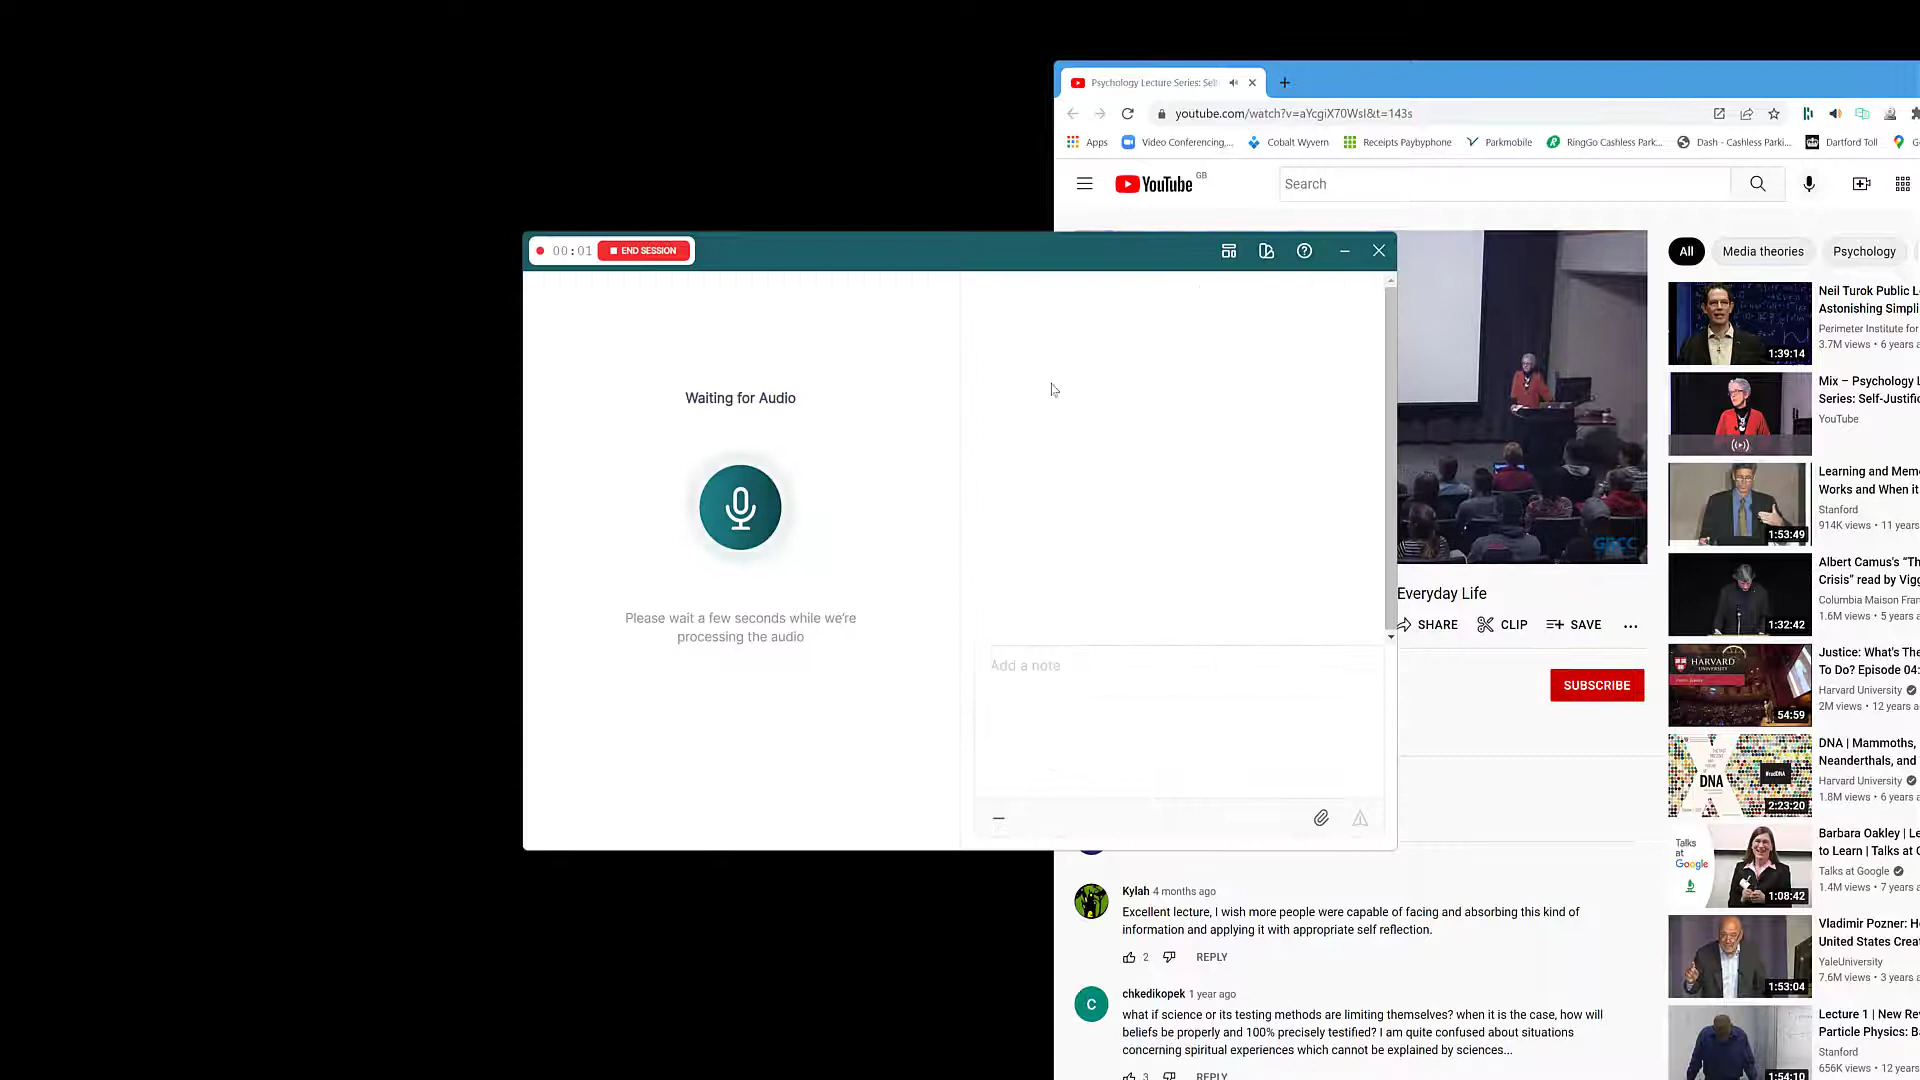 Psychology Lecture Series: Sel
youtube.com/watch?v=aYcgiX70WsI&t=143s
Apps
Video Conferencing,...
Cobalt Wyvern
Receipts Paybyphone
Parkmobile
RingGo Cashless Park...
Dash - Cashless Parki...
Dartford Toll
YouTube
GB
Search
00:01
END SESSION
Waiting for Audio
Please wait a few seconds while we're
processing the audio
Add a note
Everyday Life
SHARE
CLIP
SAVE
SUBSCRIBE
Kylah 4 months ago
Excellent lecture, I wish more people were capable of facing and absorbing this kind of
information and applying it with appropriate self reflection.
2
REPLY
C
chkedikopek 1 year ago
what if science or its testing methods are limiting themselves? when it is the case, how will
beliefs be properly and 100% precisely testified? I am quite confused about situations
concerning spiritual experiences which cannot be explained by sciences...
3
REPLY
All
Media theories
Psychology
Neil Turok Public L
Astonishing Simpli
Perimeter Institute for
3.7M views • 6 years a
1:39:14
Mix – Psychology L
Series: Self-Justific
YouTube
Learning and Mem
Works and When it
Stanford
914K views • 11 years
1:53:49
Albert Camus's "Th
Crisis" read by Vigg
Columbia Maison Fran
1.6M views • 5 years a
1:32:42
Justice: What's The
To Do? Episode 04:
Harvard University
2M views • 12 years a
HARVARD
UNIVERSITY
54:59
DNA | Mammoths,
Neanderthals, and
Harvard University
1.8M views • 6 years a
DNA
#radDNA
2:23:20
Barbara Oakley | Le
to Learn | Talks at G
Talks at Google
1.4M views • 7 years a
Talks
at
Google
1:08:42
Vladimir Pozner: H
United States Creat
YaleUniversity
7.6M views • 3 years a
1:53:04
Lecture 1 | New Re
Particle Physics: Ba
Stanford
656K views • 12 years
1:54:10